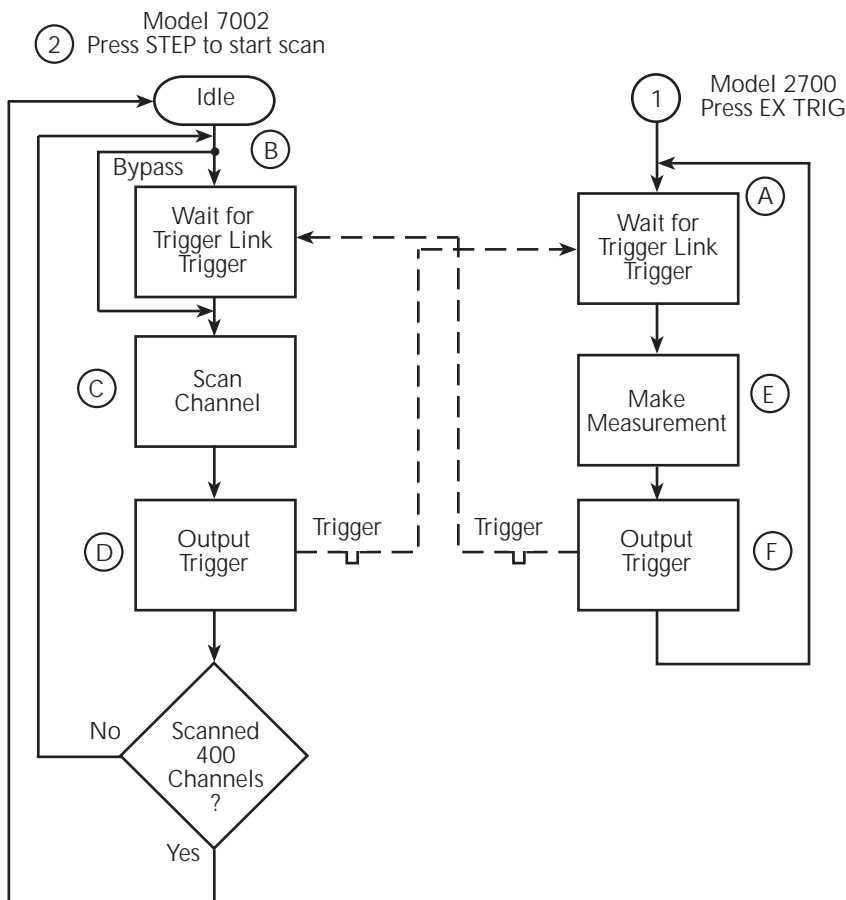 Model 7002
2 Press STEP to start scan
Idle
B
Bypass
Wait for
Trigger Link
Trigger
C
Scan
Channel
D
Output
Trigger
Trigger
No
Scanned
400
Channels
?
Yes
1
Model 2700
Press EX TRIG
A
Wait for
Trigger Link
Trigger
Make
Measurement
E
Trigger
Output
Trigger
F